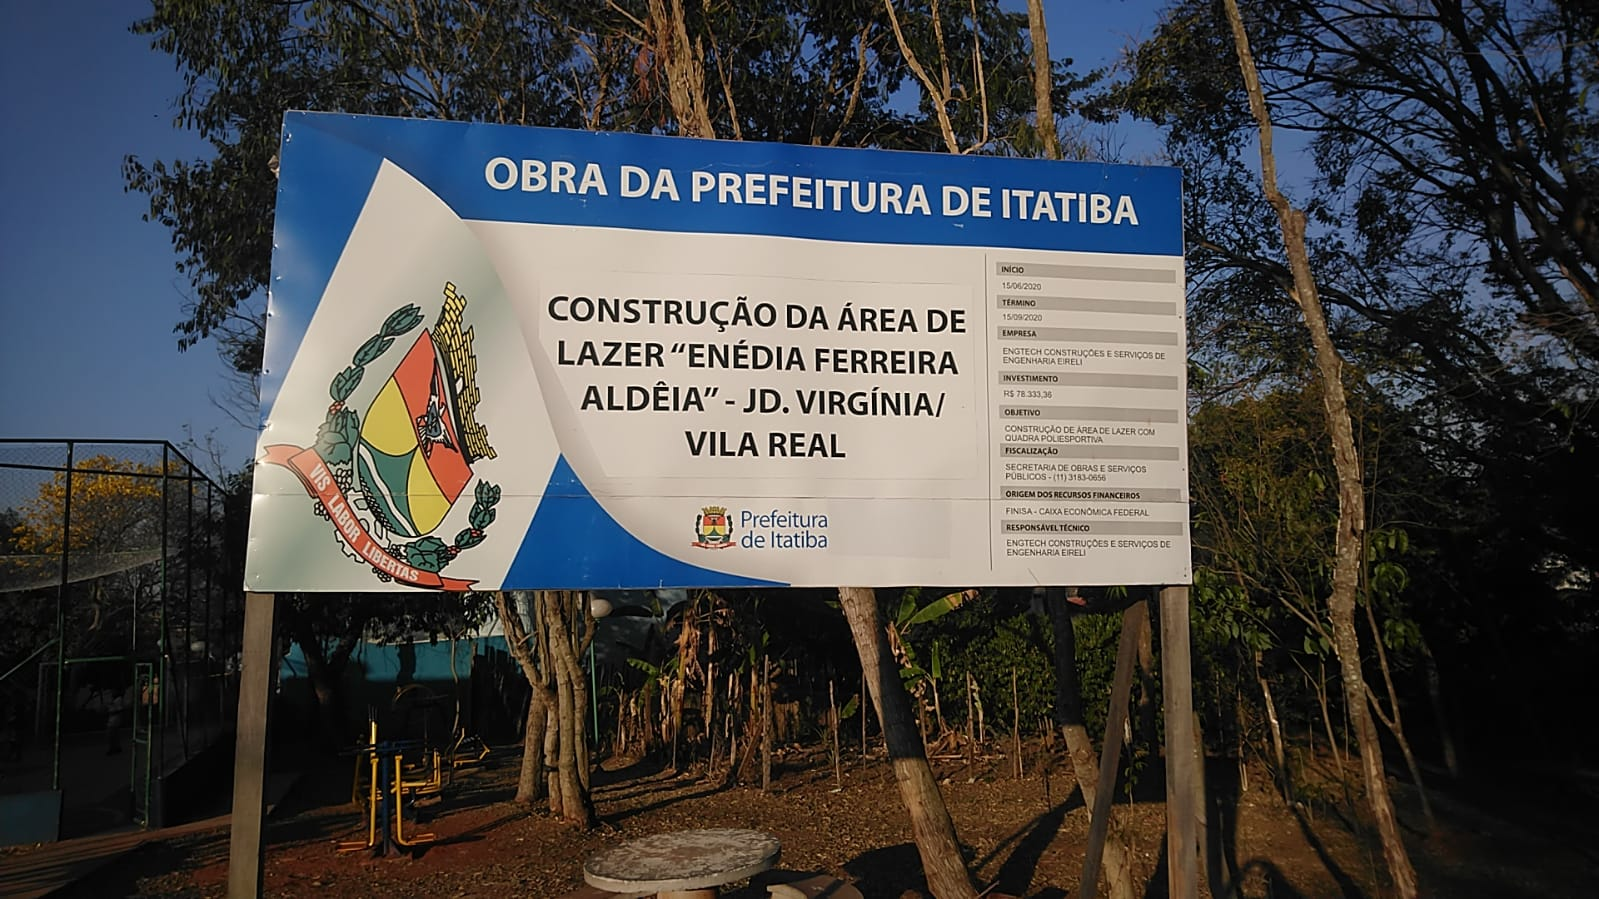 OBRA DA PREFEITURA DE ITATIBA
CONSTRUÇÃO DA ÁREA DE
LAZER “ENÉDIA FERREIRA
ALDÊIA” - JD. VIRGÍNIA/
VILA REAL
VIS LABOR LIBERTAS
Prefeitura
de Itatiba
INÍCIO
15/06/2020
TÉRMINO
15/09/2020
EMPRESA
ENGTECH CONSTRUÇÕES E SERVIÇOS DE
ENGENHARIA EIRELI
INVESTIMENTO
R$ 78.333,36
OBJETIVO
CONSTRUÇÃO DE ÁREA DE LAZER COM
QUADRA POLIESPORTIVA
FISCALIZAÇÃO
SECRETARIA DE OBRAS E SERVIÇOS
PÚBLICOS - (11) 3183-0656
ORIGEM DOS RECURSOS FINANCEIROS
FINISA - CAIXA ECONÔMICA FEDERAL
RESPONSÁVEL TÉCNICO
ENGTECH CONSTRUÇÕES E SERVIÇOS DE
ENGENHARIA EIRELI